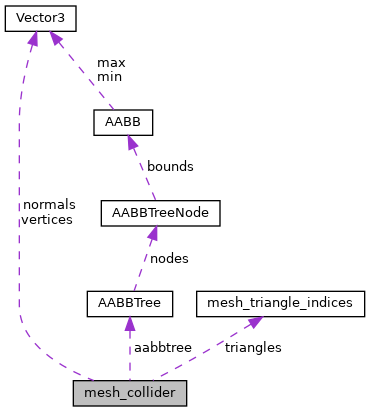 Vector3
max
min
AABB
bounds
normals
vertices
AABBTreeNode
nodes
AABBTree
mesh_triangle_indices
aabbtree
triangles
mesh_collider